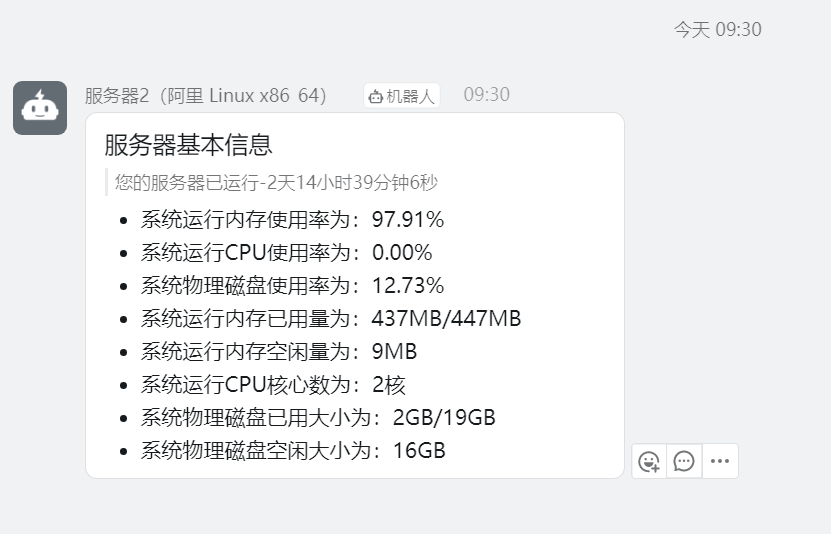 今天 09:30
服务器2（阿里 Linux x86 64） 机器人 09:30
服务器基本信息
您的服务器已运行-2天14小时39分钟6秒
• 系统运行内存使用率为：97.91%
• 系统运行CPU使用率为：0.00%
• 系统物理磁盘使用率为：12.73%
• 系统运行内存已用量为：437MB/447MB
• 系统运行内存空闲量为：9MB
• 系统运行CPU核心数为：2核
• 系统物理磁盘已用大小为：2GB/19GB
• 系统物理磁盘空闲大小为：16GB